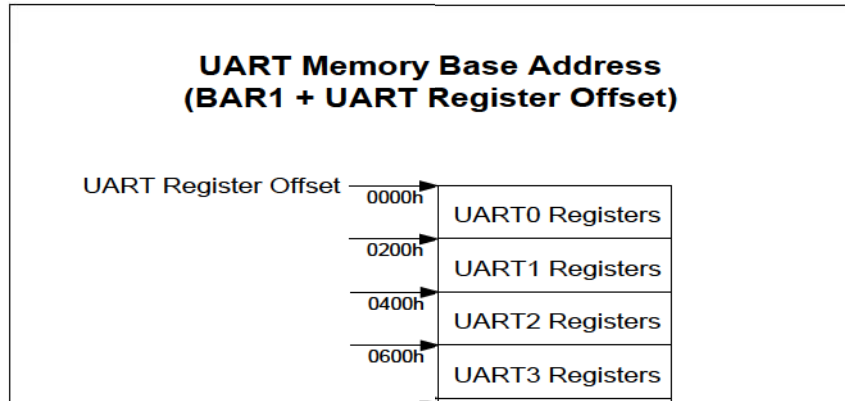 UART Memory Base Address
(BAR1 + UART Register Offset)
UART Register Offset
0000h
UART0 Registers
0200h
UART1 Registers
0400h
UART2 Registers
0600h
UART3 Registers